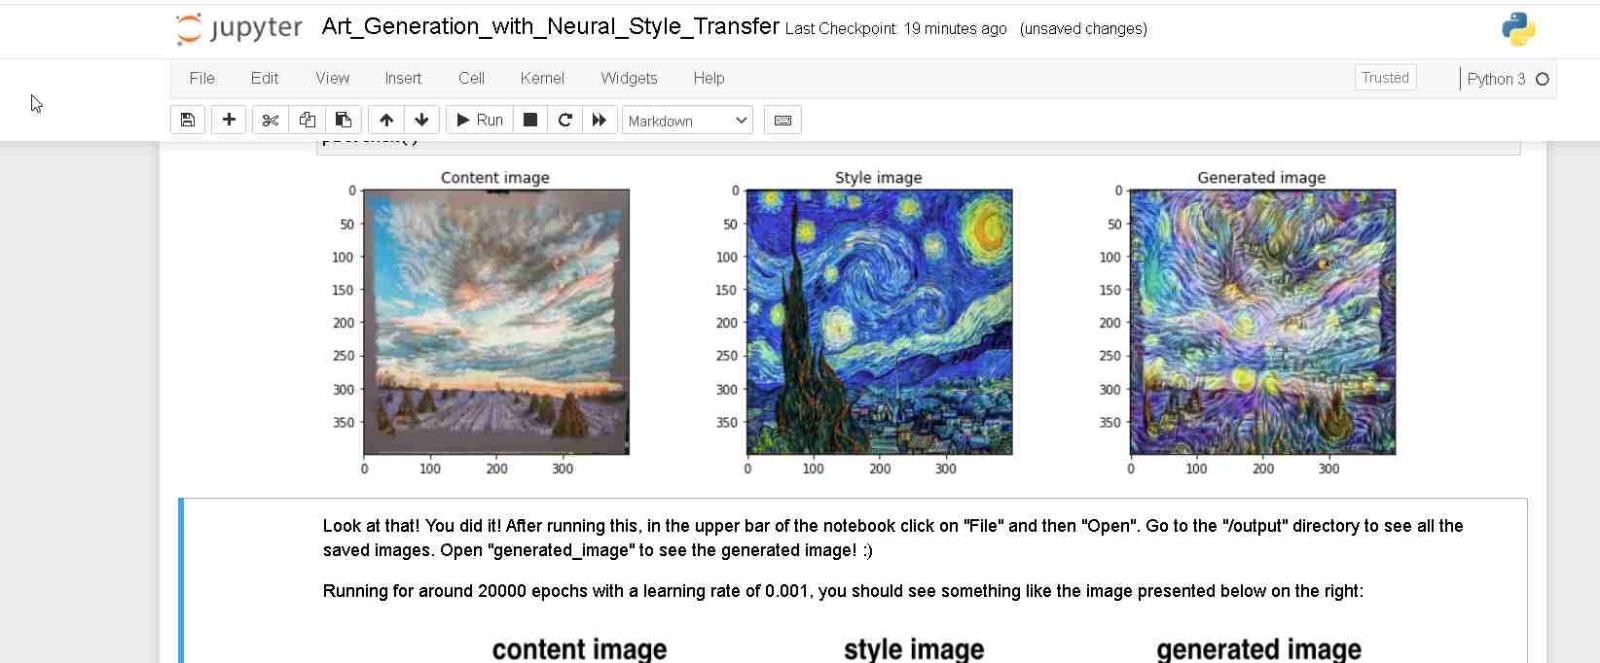 jupyter Art_Generation_with_Neural_Style_Transfer Last Checkpoint: 19 minutes ago (unsaved changes)
File Edit View Insert Cell Kernel Widgets Help Trusted Python 3
Run Markdown
Content image Style image Generated image
0 0 0
50 50 50
100 100 100
150 150 150
200 200 200
250 250 250
300 300 300
350 350 350
0 100 200 300 0 100 200 300 0 100 200 300
Look at that! You did it! After running this, in the upper bar of the notebook click on "File" and then "Open". Go to the "/output" directory to see all the
saved images. Open "generated_image" to see the generated image! :)
Running for around 20000 epochs with a learning rate of 0.001, you should see something like the image presented below on the right:
content image style image generated image